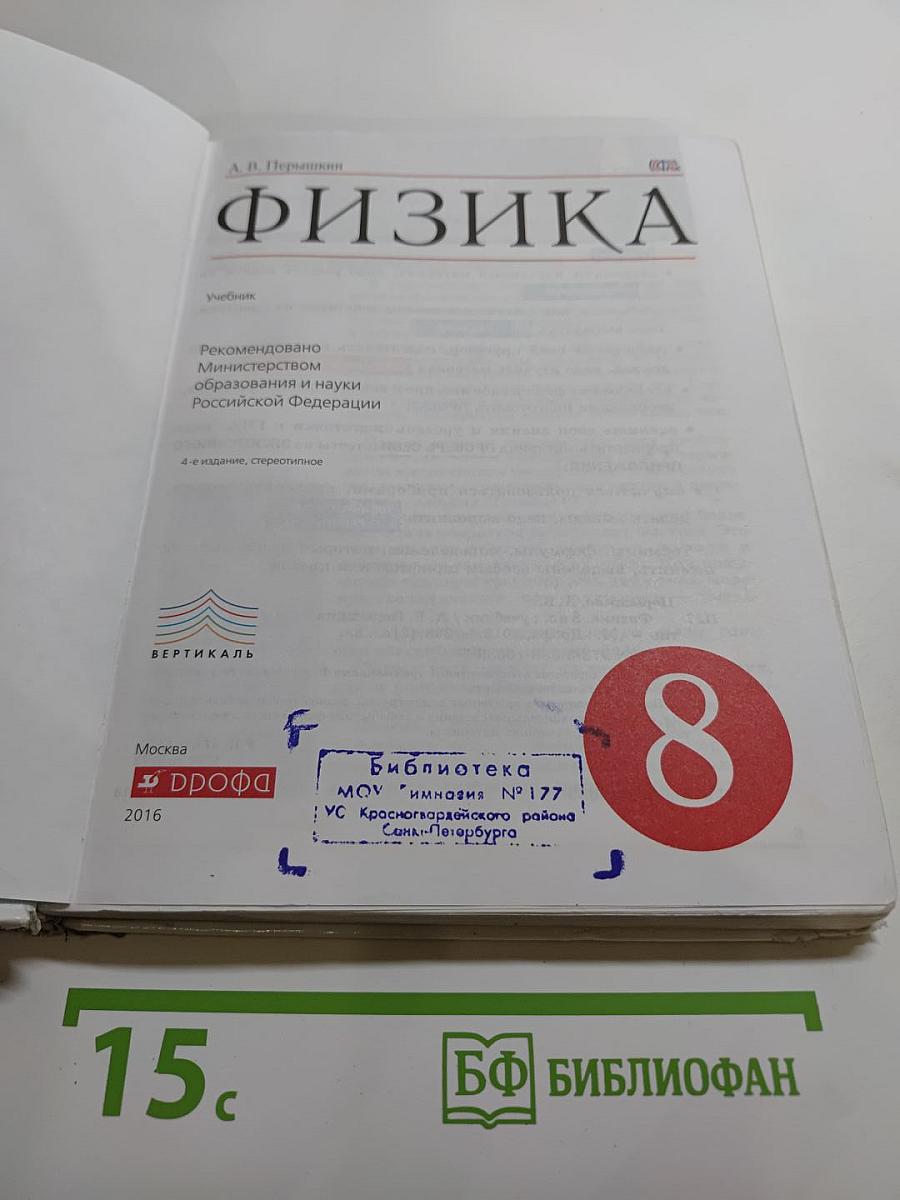 А. В. Перышкин
ФИЗИКА
Учебник
Рекомендовано
Министерством
образования и науки
Российской Федерации
4-е издание, стереотипное
ВЕРТИКАЛЬ
8
Москва
дрофа
2016
Библиотека
МОУ Гимназия № 177
УС Красногвардейского района
Санкт-Петербурга
15 с
БФ БИБЛИОФАН